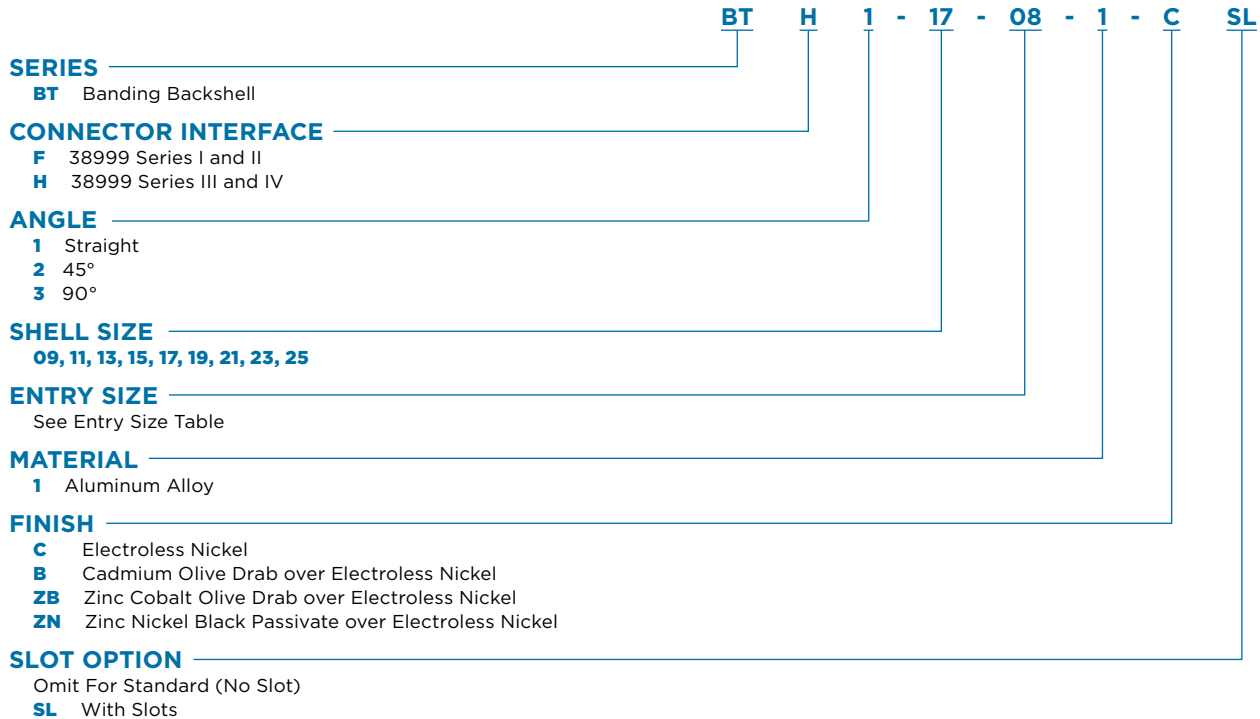 BT H 1 - 17 - 08 - 1 - C SL
SERIES
BT Banding Backshell
CONNECTOR INTERFACE
F 38999 Series I and II
H 38999 Series III and IV
ANGLE
1 Straight
2 45°
3 90°
SHELL SIZE
09, 11, 13, 15, 17, 19, 21, 23, 25
ENTRY SIZE
See Entry Size Table
MATERIAL
1 Aluminum Alloy
FINISH
C Electroless Nickel
B Cadmium Olive Drab over Electroless Nickel
ZB Zinc Cobalt Olive Drab over Electroless Nickel
ZN Zinc Nickel Black Passivate over Electroless Nickel
SLOT OPTION
Omit For Standard (No Slot)
SL With Slots